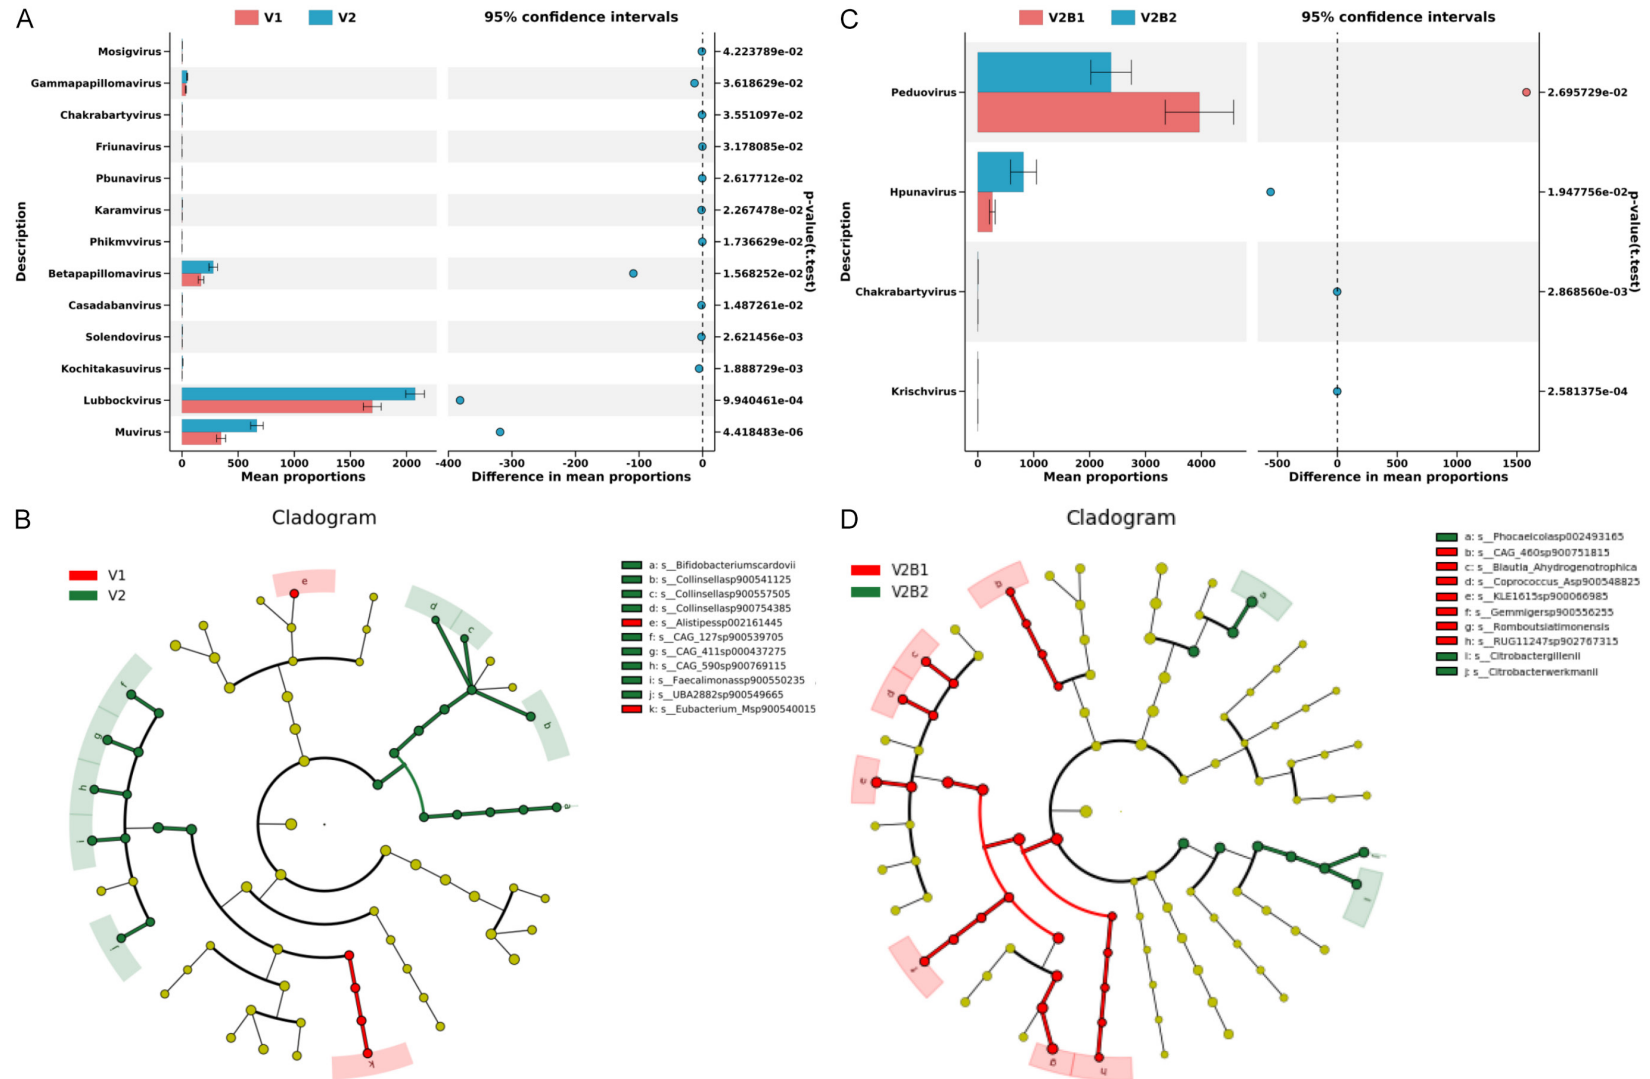 A
V1
V2
95% confidence intervals
Mosigvirus
4.223789e-02
Gammapapillomavirus
3.618629e-02
Chakrabartyvirus
3.551097e-02
Friunavirus
3.178085e-02
Pbunavirus
2.617712e-02
Karamvirus
2.267478e-02
Phikmvvirus
1.736629e-02
Betapapillomavirus
1.568252e-02
Casadabanvirus
1.487261e-02
Solendovirus
2.621456e-03
Kochitakasuvirus
1.888729e-03
Lubbockvirus
9.940461e-04
Muvirus
4.418483e-06
Description
p-value(t.test)
0 500 1000 1500 2000
-400 -300 -200 -100 0
Mean proportions
Difference in mean proportions
C
V2B1
V2B2
95% confidence intervals
Peduovirus
2.695729e-02
Hpunavirus
1.947756e-02
Chakrabartyvirus
2.868560e-03
Krischvirus
2.581375e-04
Description
p-value(t.test)
0 1000 2000 3000 4000
-500 0 500 1000 1500
Mean proportions
Difference in mean proportions
B
Cladogram
V1
V2
a: s__Bifidobacteriumscardovii
b: s__Collinsellasp900541125
c: s__Collinsellasp900557505
d: s__Collinsellasp900754385
e: s__Alistipessp002161445
f: s__CAG_127sp900539705
g: s__CAG_411sp000437275
h: s__CAG_590sp900769115
i: s__Faecalimonassp900550235
j: s__UBA2882sp900549665
k: s__Eubacterium_Msp900540015
e
d
c
b
a
f
g
h
i
j
k
D
Cladogram
V2B1
V2B2
a: s__Phocaeicolasp002493165
b: s__CAG_460sp900751815
c: s__Blautia_Ahydrogenotrophica
d: s__Coprococcus_Asp900548825
e: s__KLE1615sp900066985
f: s__Gemmigersp900556255
g: s__Romboutsiatimonensis
h: s__RUG11247sp902767315
i: s__Citrobactergillenii
j: s__Citrobacterwerkmanii
b
a
c
d
e
f
g
h
i